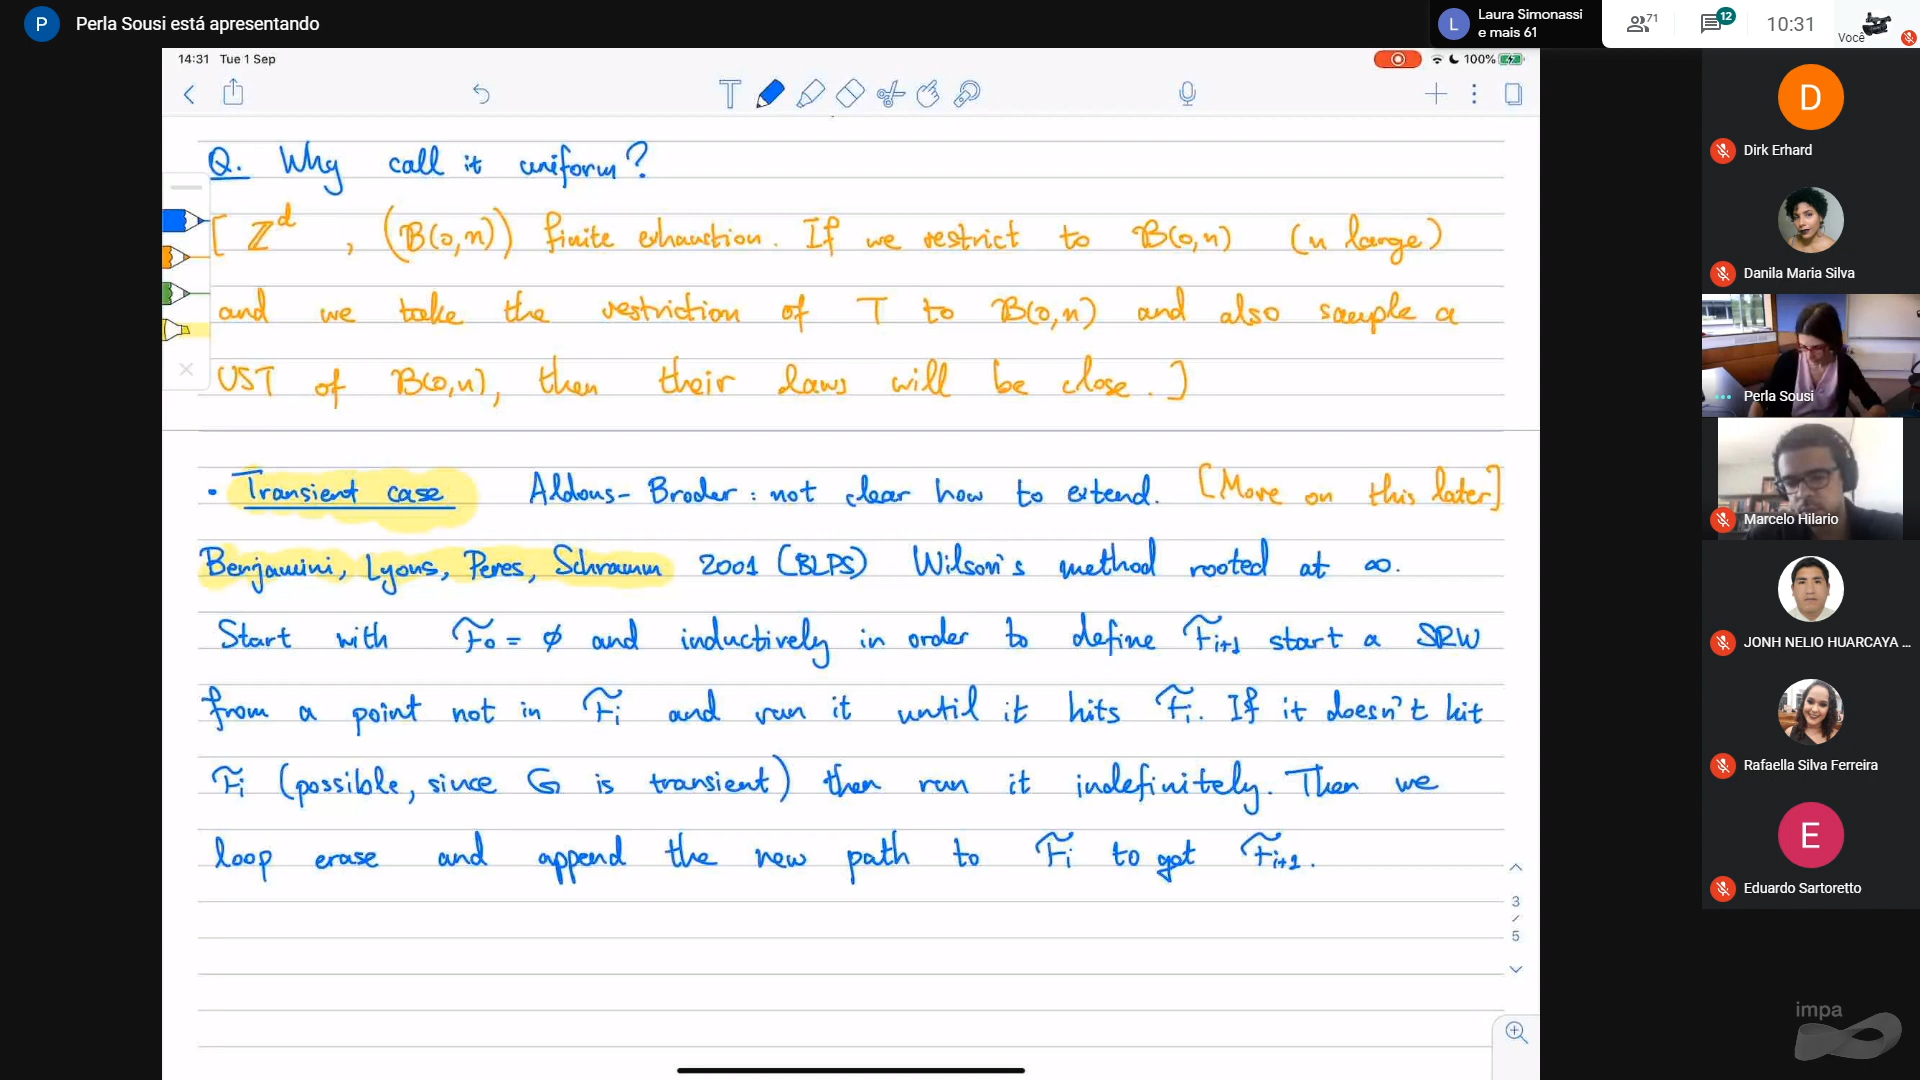 P Perla Sousi está apresentando
L Laura Simonassi
e mais 61
71
12
10:31
Você
14:31 Tue 1 Sep
100%
Q. Why call it uniform?
[ ℤᵈ , (B(0,n)) finite exhaustion. If we restrict to B(0,n) (n large)
and we take the restriction of T to B(0,n) and also sample a
UST of B(0,n), then their laws will be close. ]
• Transient case Aldous-Broder: not clear how to extend. [More on this later]
Benjamini, Lyons, Peres, Schramm 2001 (BLPS) Wilson's method rooted at ∞.
Start with F̃₀ = ∅ and inductively in order to define F̃ᵢ₊₁ start a SRW
from a point not in F̃ᵢ and run it until it hits F̃ᵢ. If it doesn't hit
F̃ᵢ (possible, since G is transient) then run it indefinitely. Then we
loop erase and append the new path to F̃ᵢ to get F̃ᵢ₊₁.
3
/
5
D
Dirk Erhard
Danila Maria Silva
Perla Sousi
Marcelo Hilario
JONH NELIO HUARCAYA ...
Rafaella Silva Ferreira
E
Eduardo Sartoretto
impa